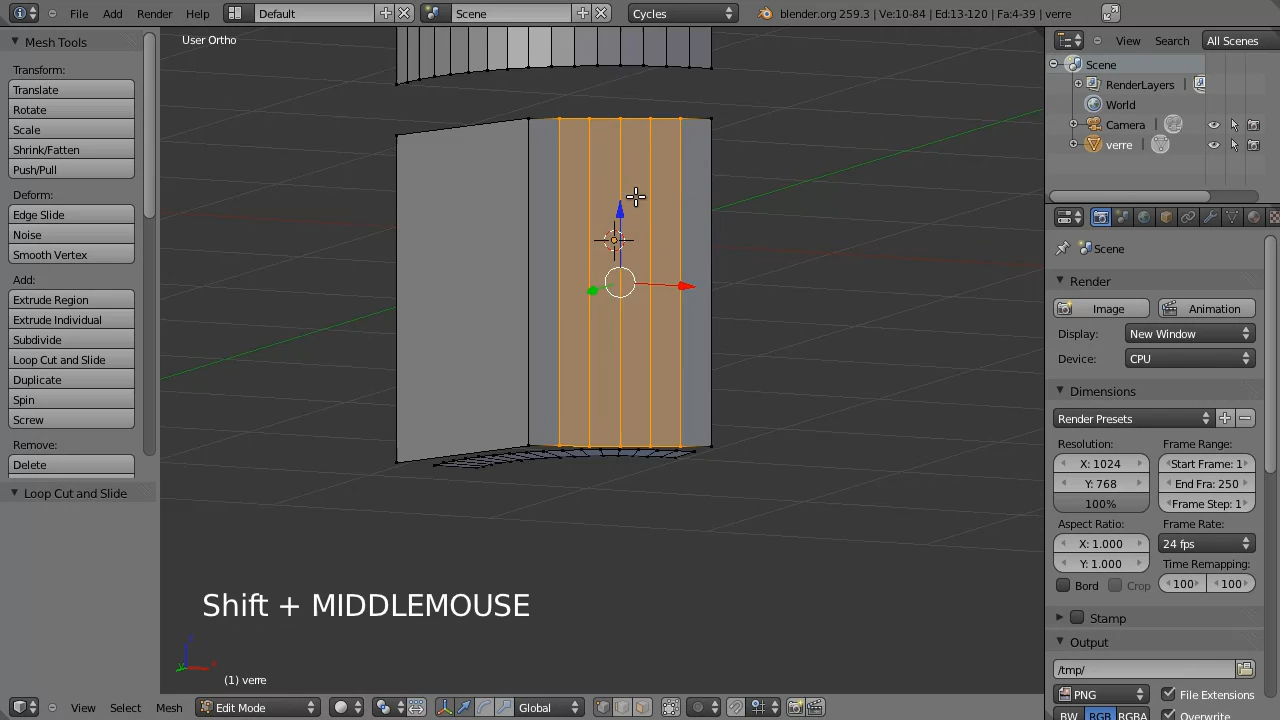 File Add Render Help Default Scene Cycles blender.org 259.3 | Ve:10-84 | Ed:13-120 | Fa:4-39 | verre
Mesh Tools
Transform:
Translate
Rotate
Scale
Shrink/Fatten
Push/Pull
Deform:
Edge Slide
Noise
Smooth Vertex
Add:
Extrude Region
Extrude Individual
Subdivide
Loop Cut and Slide
Duplicate
Spin
Screw
Remove:
Delete
Loop Cut and Slide
User Ortho
Shift + MIDDLEMOUSE
(1) verre
View Select Mesh Edit Mode Global
View Search All Scenes
Scene
RenderLayers
World
Camera
verre
Scene
Render
Image Animation
Display: New Window
Device: CPU
Dimensions
Render Presets
Resolution: Frame Range:
X: 1024 Start Frame: 1
Y: 768 End Fra: 250
100% Frame Step: 1
Aspect Ratio: Frame Rate:
X: 1.000 24 fps
Y: 1.000 Time Remapping:
Bord Crop 100 100
Stamp
Output
/tmp/
PNG File Extensions
BW RGB RGBA Overwrite